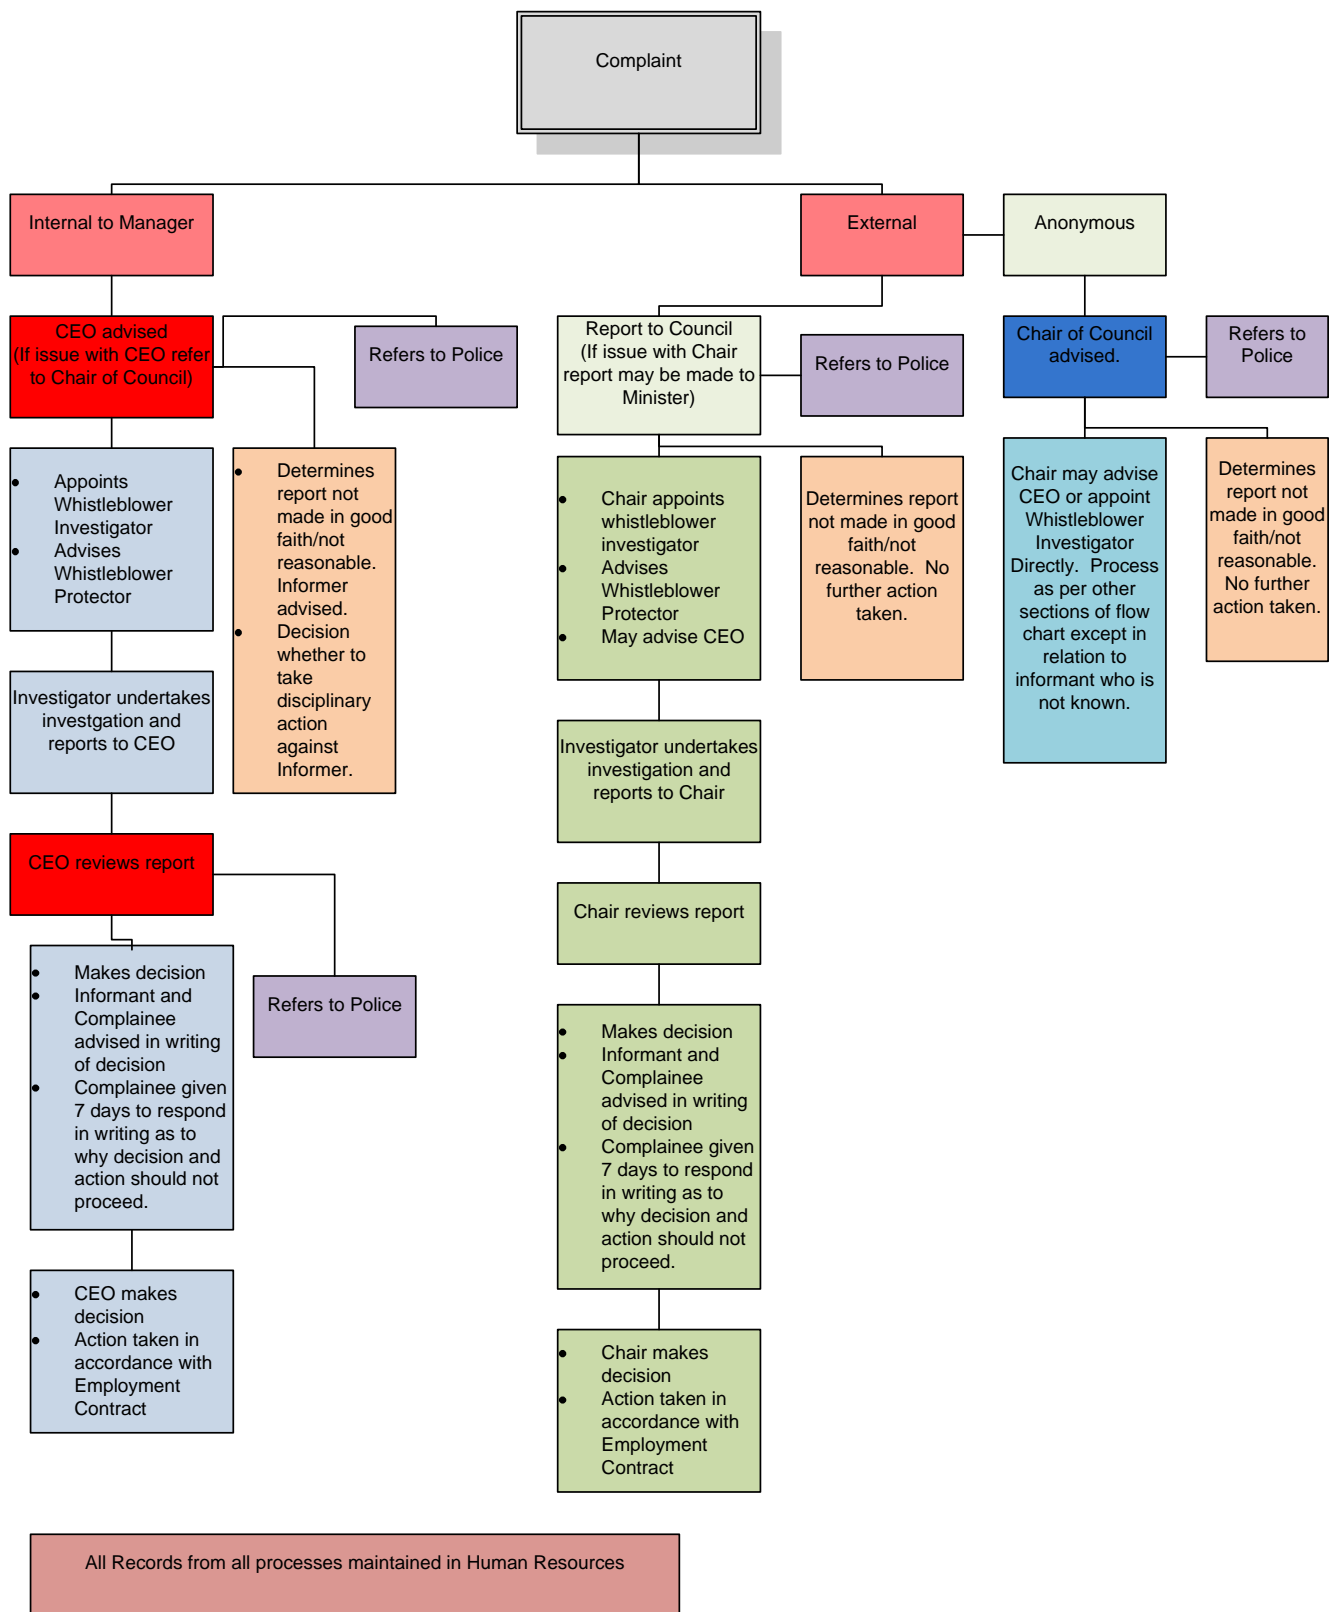 Complaint
Internal to Manager
External
Anonymous
CEO advised
(If issue with CEO refer
to Chair of Council)
Refers to Police
Report to Council
(If issue with Chair
report may be made to
Minister)
Refers to Police
Chair of Council
advised.
Refers to
Police
• Appoints
Whistleblower
Investigator
• Advises
Whistleblower
Protector
• Determines
report not
made in good
faith/not
reasonable.
Informer
advised.
• Decision
whether to
take
disciplinary
action
against
Informer.
• Chair appoints
whistleblower
investigator
• Advises
Whistleblower
Protector
• May advise CEO
Determines report
not made in good
faith/not
reasonable. No
further action
taken.
Chair may advise
CEO or appoint
Whistleblower
Investigator
Directly. Process
as per other
sections of flow
chart except in
relation to
informant who is
not known.
Determines
report not
made in good
faith/not
reasonable.
No further
action taken.
Investigator undertakes
investgation and
reports to CEO
Investigator undertakes
investigation and
reports to Chair
CEO reviews report
Chair reviews report
• Makes decision
• Informant and
Complainee
advised in writing
of decision
• Complainee given
7 days to respond
in writing as to
why decision and
action should not
proceed.
Refers to Police
• Makes decision
• Informant and
Complainee
advised in writing
of decision
• Complainee given
7 days to respond
in writing as to
why decision and
action should not
proceed.
• CEO makes
decision
• Action taken in
accordance with
Employment
Contract
• Chair makes
decision
• Action taken in
accordance with
Employment
Contract
All Records from all processes maintained in Human Resources